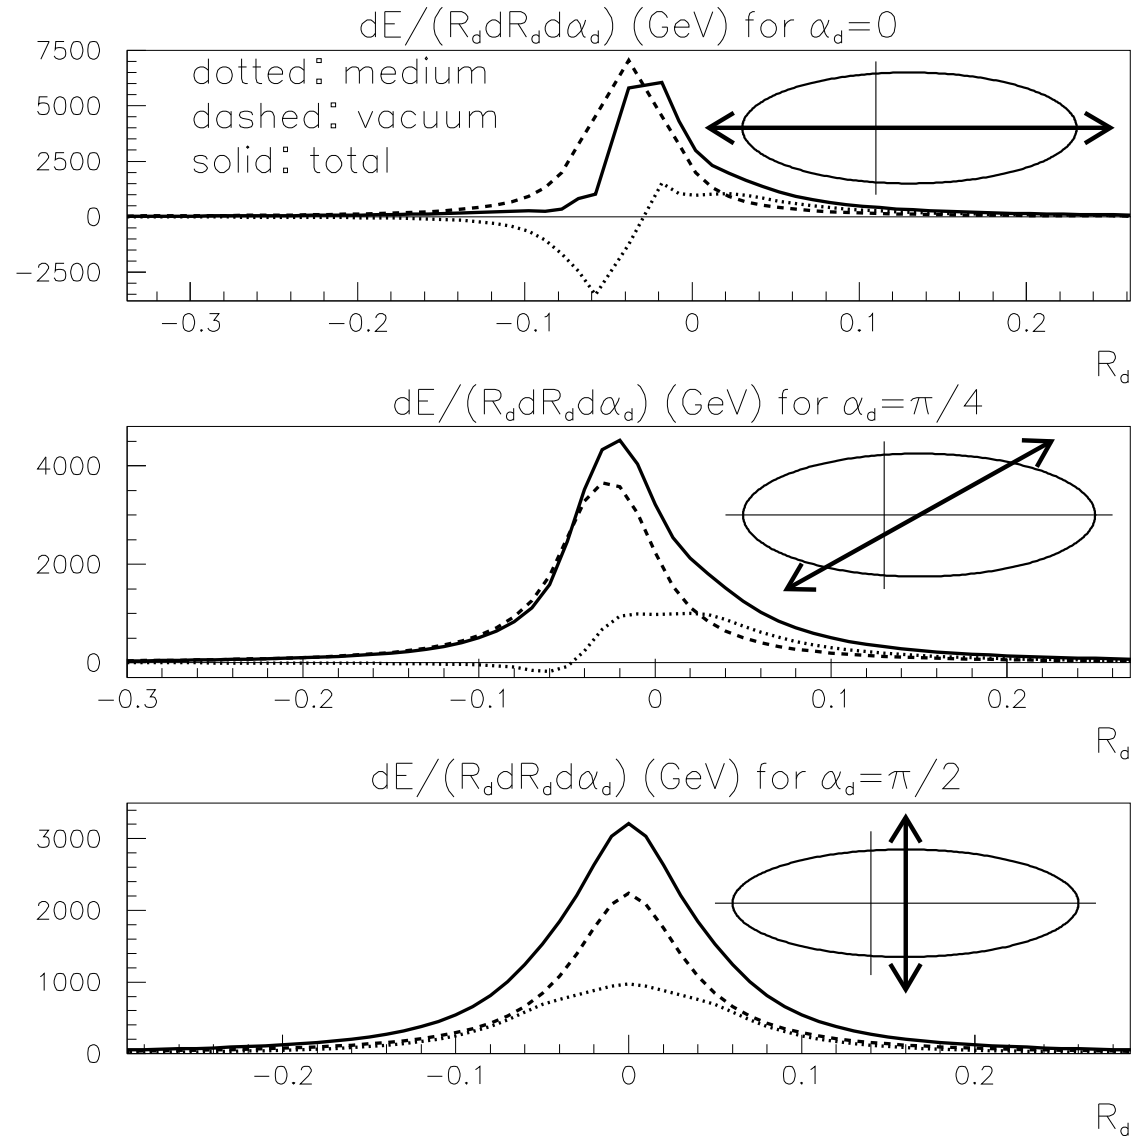 dE/(R_d dR_d dα_d) (GeV) for α_d=0
7500
5000
2500
0
−2500
dotted: medium
dashed: vacuum
solid: total
−0.3 −0.2 −0.1 0 0.1 0.2
R_d
dE/(R_d dR_d dα_d) (GeV) for α_d=π/4
4000
2000
0
−0.3 −0.2 −0.1 0 0.1 0.2
R_d
dE/(R_d dR_d dα_d) (GeV) for α_d=π/2
3000
2000
1000
0
−0.2 −0.1 0 0.1 0.2
R_d